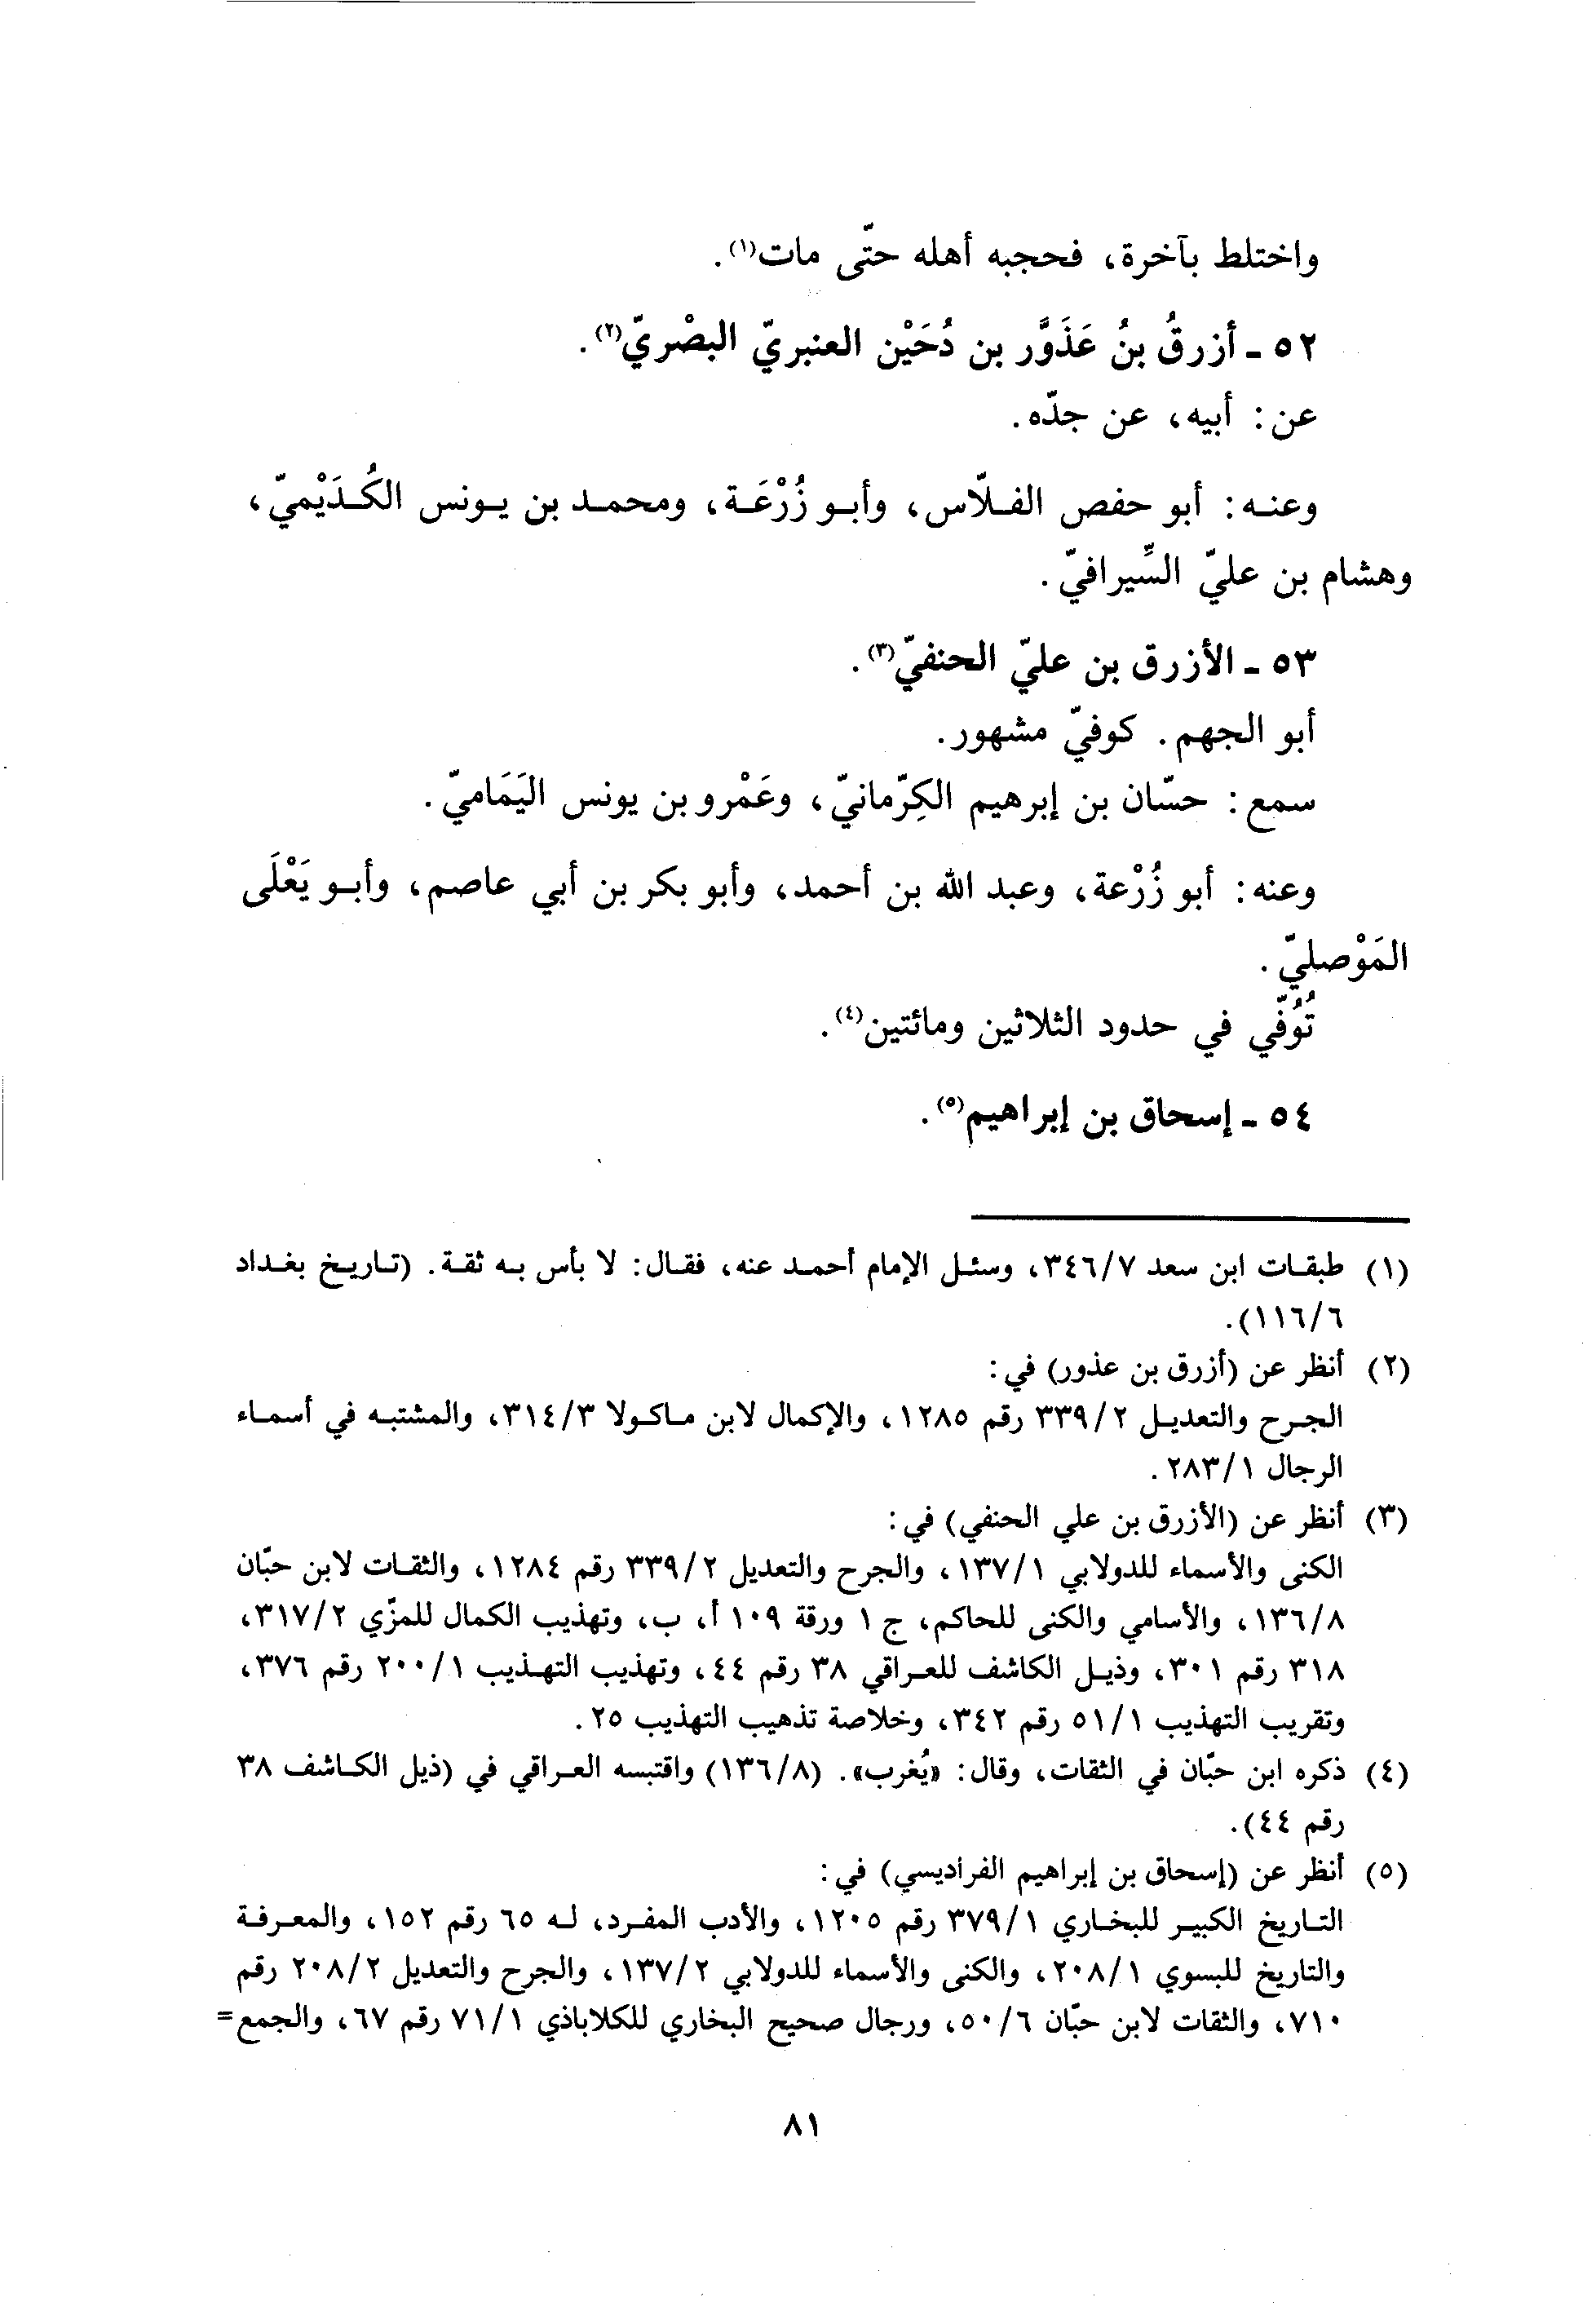 واختلط بآخرة، فحجبه أهله حتّى مات(١).
٥٢ - أزرقُ بنُ عَذَوَّر بن دُحَيْن العنبريّ البصْريّ(٢).
عن: أبيه، عن جدّه.
وعنه: أبو حفص الفلّاس، وأبو زُرْعَة، ومحمد بن يونس الكُدَيْميّ،
وهشام بن عليّ السِّيرافيّ.
٥٣ - الأزرق بن عليّ الحنفيّ(٣).
أبو الجهم. كوفيّ مشهور.
سمع: حسّان بن إبرهيم الكِرّمانيّ، وعَمْرو بن يونس اليَمَاميّ.
وعنه: أبو زُرْعة، وعبد الله بن أحمد، وأبو بكر بن أبي عاصم، وأبو يَعْلَى
المَوْصليّ.
تُوُفّي في حدود الثلاثين ومائتين(٤).
٥٤ - إسحاق بن إبراهيم(٥).
(١) طبقات ابن سعد ٣٤٦/٧، وسئل الإمام أحمد عنه، فقال: لا بأس به ثقة. (تاريخ بغداد
١١٦/٦).
(٢) أنظر عن (أزرق بن عذور) في:
الجرح والتعديل ٣٣٩/٢ رقم ١٢٨٥، والإكمال لابن ماكولا ٣١٤/٣، والمشتبه في أسماء
الرجال ٢٨٣/١.
(٣) أنظر عن (الأزرق بن علي الحنفي) في:
الكنى والأسماء للدولابي ١٣٧/١، والجرح والتعديل ٣٣٩/٢ رقم ١٢٨٤، والثقات لابن حبّان
١٣٦/٨، والأسامي والكنى للحاكم، ج ١ ورقة ١٠٩ أ، ب، وتهذيب الكمال للمزّي ٣١٧/٢،
٣١٨ رقم ٣٠١، وذيل الكاشف للعراقي ٣٨ رقم ٤٤، وتهذيب التهذيب ٢٠٠/١ رقم ٣٧٦،
وتقريب التهذيب ٥١/١ رقم ٣٤٢، وخلاصة تذهيب التهذيب ٢٥.
(٤) ذكره ابن حبّان في الثقات، وقال: «يُغرب». (١٣٦/٨) واقتبسه العراقي في (ذيل الكاشف ٣٨
رقم ٤٤).
(٥) أنظر عن (إسحاق بن إبراهيم الفراديسي) في:
التاريخ الكبير للبخاري ٣٧٩/١ رقم ١٢٠٥، والأدب المفرد، له ٦٥ رقم ١٥٢، والمعرفة
والتاريخ للبسوي ٢٠٨/١، والكنى والأسماء للدولابي ١٣٧/٢، والجرح والتعديل ٢٠٨/٢ رقم
٧١٠، والثقات لابن حبّان ٥٠/٦، ورجال صحيح البخاري للكلاباذي ٧١/١ رقم ٦٧، والجمع=
٨١